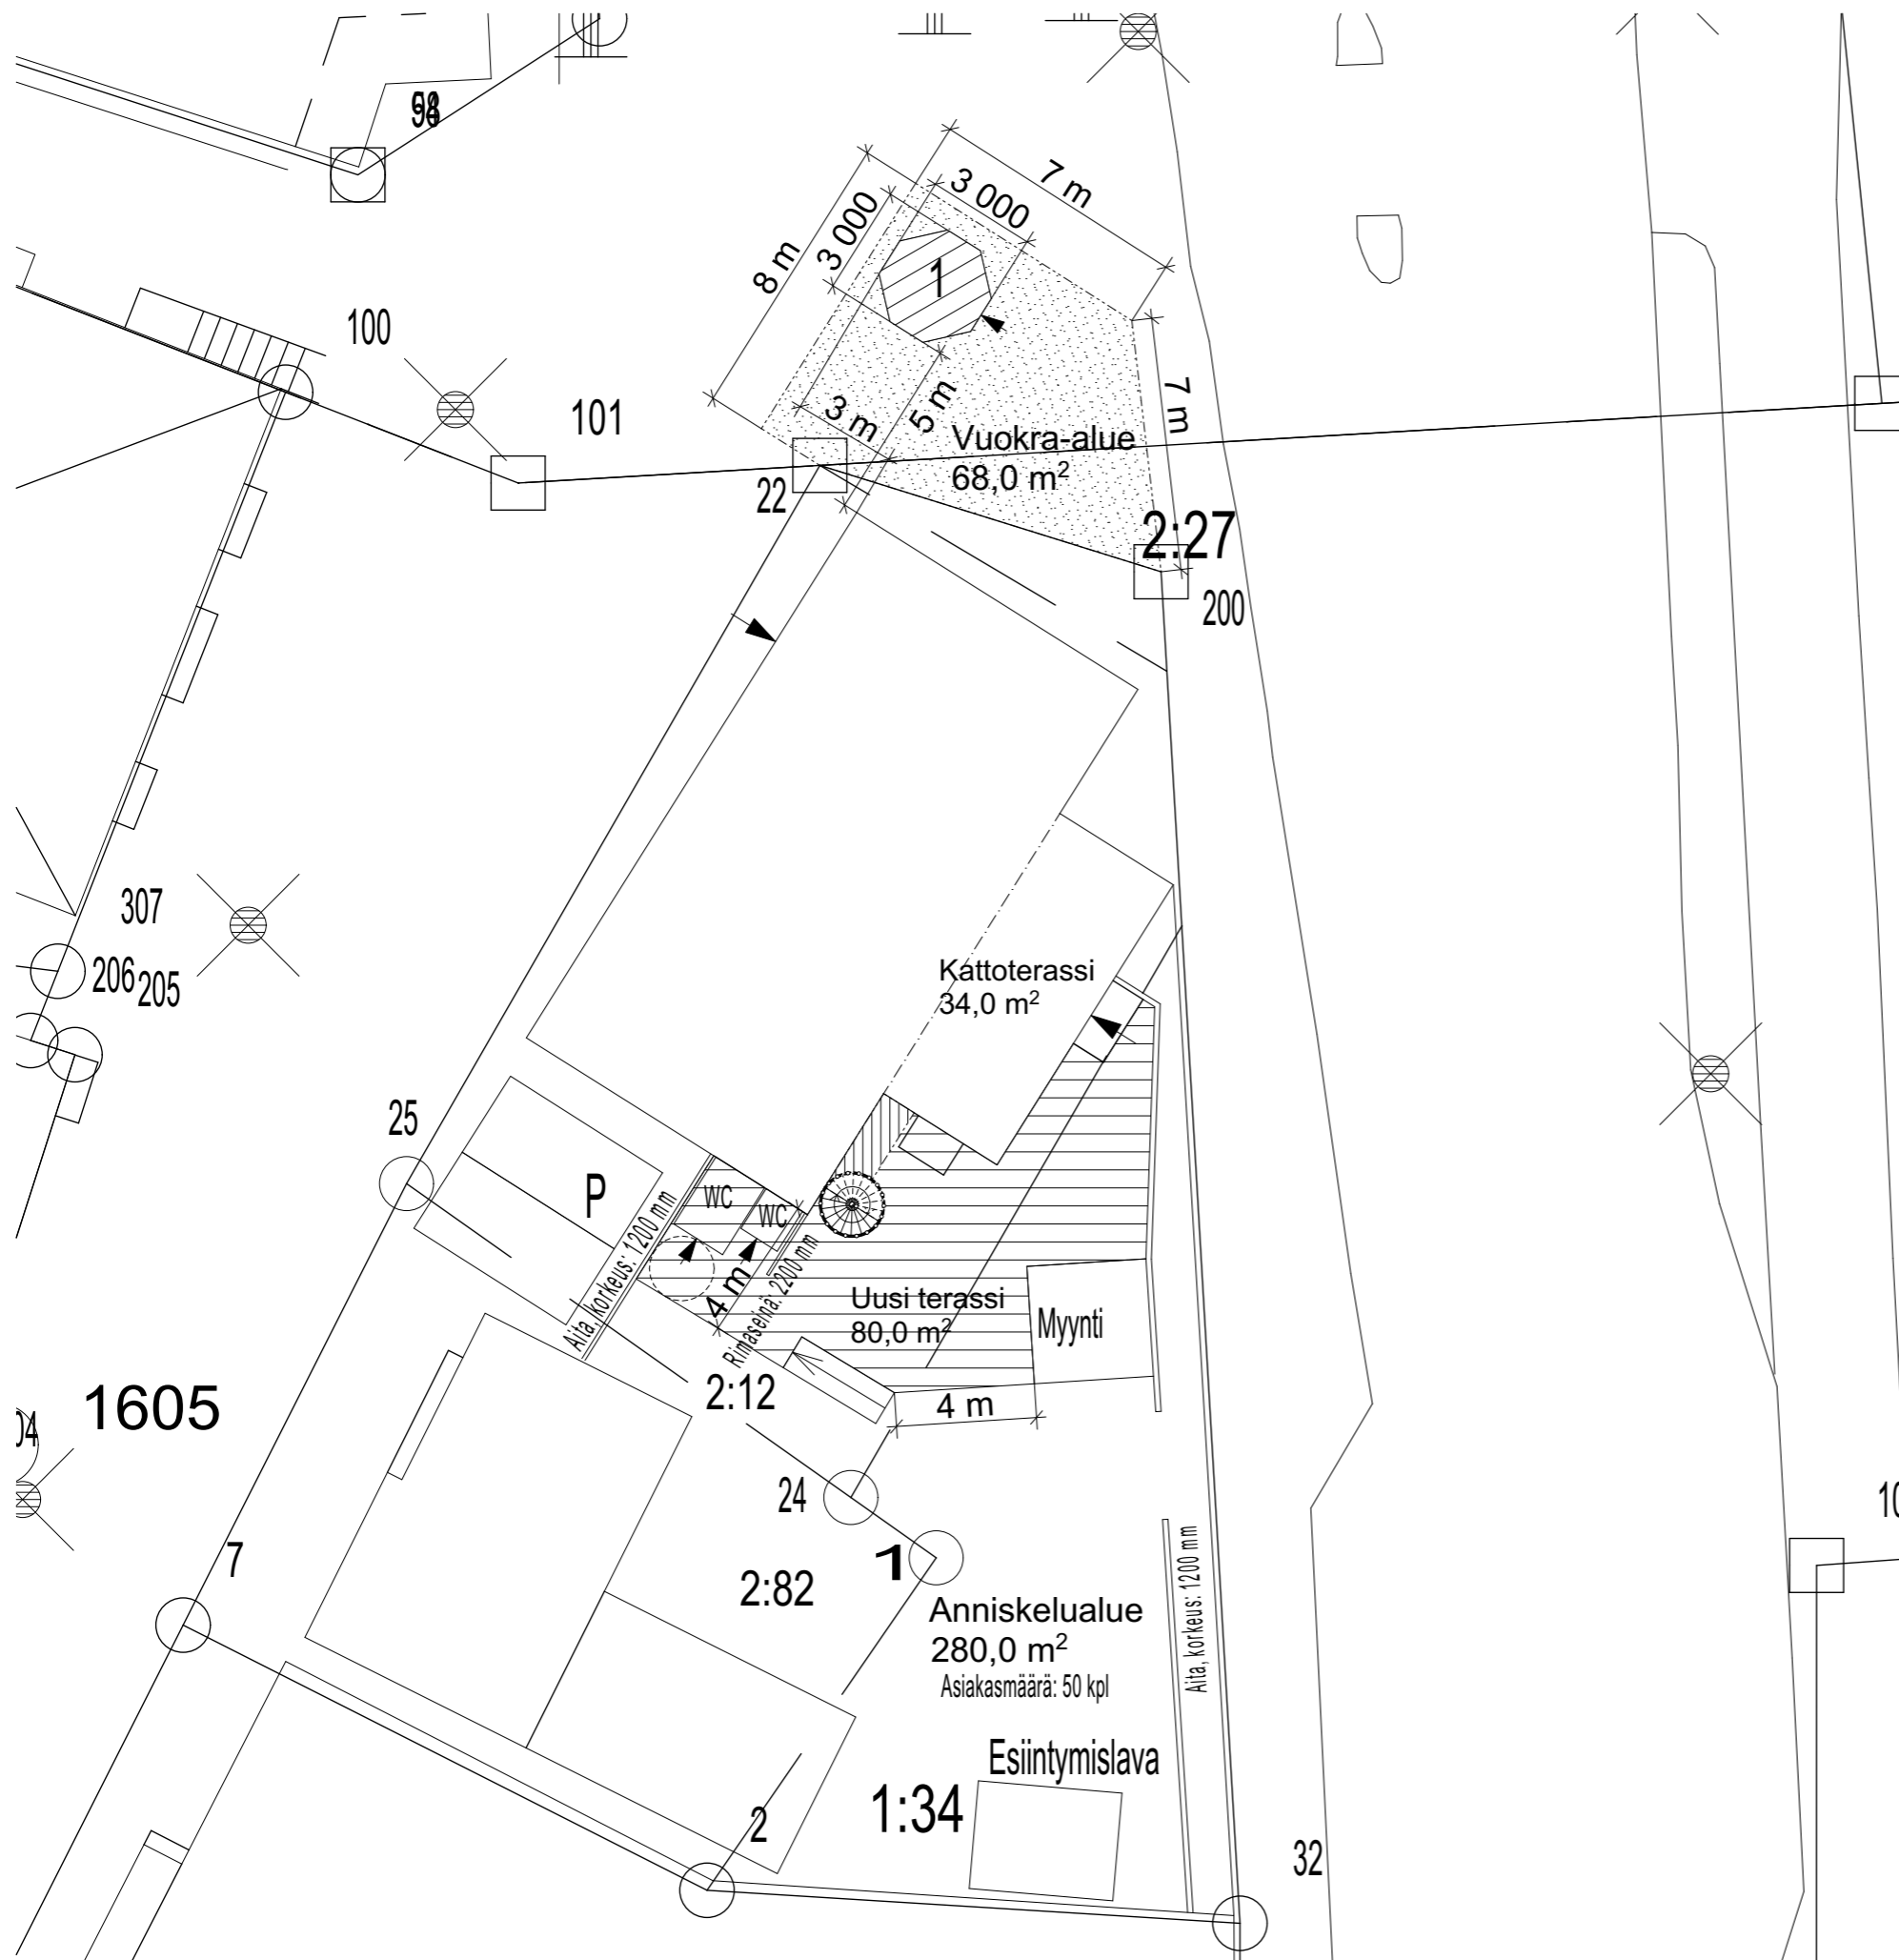 7 m
3 000
3 000
8 m
1
100
101
3 m
5 m
7 m
Vuokra-alue
68,0 m²
22
2:27
200
307
206
205
Kattoterassi
34,0 m²
25
P
WC
WC
Aita, korkeus: 1200 mm
4 m
Rimaseinä: 2200 mm
Uusi terassi
80,0 m²
Myynti
2:12
4 m
1605
24
7
1
2:82
Anniskelualue
280,0 m²
Asiakasmäärä: 50 kpl
Aita, korkeus: 1200 mm
Esiintymislava
1:34
2
32